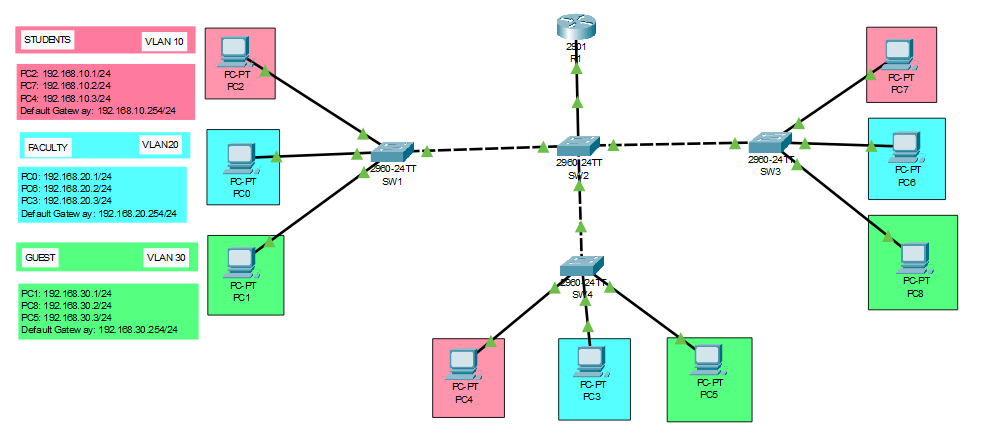 STUDENTS VLAN 10
PC2: 192.168.10.1/24
PC7: 192.168.10.2/24
PC4: 192.168.10.3/24
Default Gateway: 192.168.10.254/24
FACULTY VLAN20
PC0: 192.168.20.1/24
PC6: 192.168.20.2/24
PC3: 192.168.20.3/24
Default Gateway: 192.168.20.254/24
GUEST VLAN 30
PC1: 192.168.30.1/24
PC8: 192.168.30.2/24
PC5: 192.168.30.3/24
Default Gateway: 192.168.30.254/24
PC-PT
PC2
PC-PT
PC0
PC-PT
PC1
2960-24TT
SW1
2901
R1
2960-24TT
SW2
2960-24TT
SW3
2960-24TT
SW4
PC-PT
PC7
PC-PT
PC6
PC-PT
PC8
PC-PT
PC4
PC-PT
PC3
PC-PT
PC5